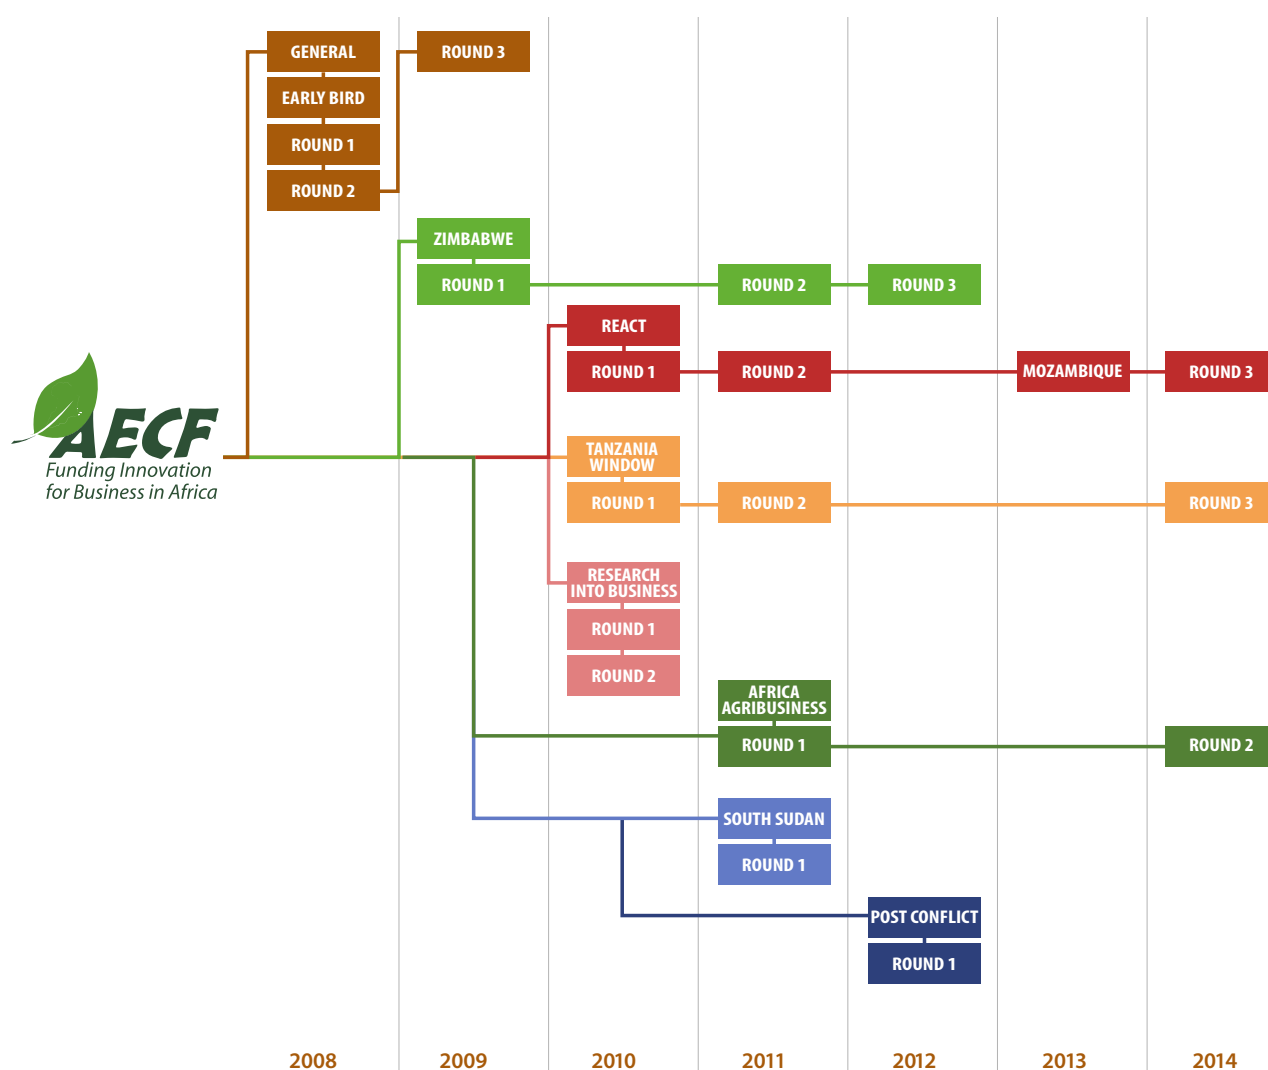 GENERAL
EARLY BIRD
ROUND 1
ROUND 2
ROUND 3
ZIMBABWE
ROUND 1
ROUND 2
ROUND 3
REACT
ROUND 1
ROUND 2
MOZAMBIQUE
ROUND 3
AECF
Funding Innovation
for Business in Africa
TANZANIA
WINDOW
ROUND 1
ROUND 2
ROUND 3
RESEARCH
INTO BUSINESS
ROUND 1
ROUND 2
AFRICA
AGRIBUSINESS
ROUND 1
ROUND 2
SOUTH SUDAN
ROUND 1
POST CONFLICT
ROUND 1
2008
2009
2010
2011
2012
2013
2014